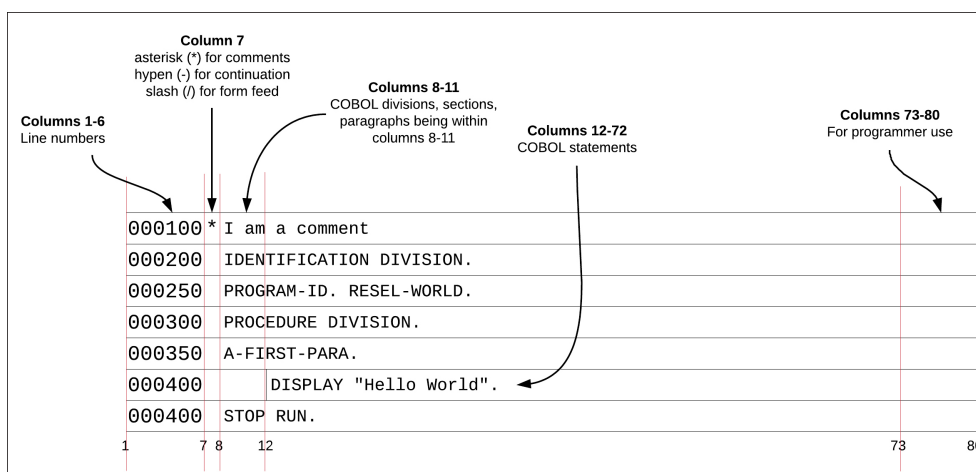 Column 7
asterisk (*) for comments
hypen (-) for continuation
slash (/) for form feed
Columns 8-11
COBOL divisions, sections,
paragraphs being within
columns 8-11
Columns 1-6
Line numbers
Columns 12-72
COBOL statements
Columns 73-80
For programmer use
000100 * I am a comment
000200 IDENTIFICATION DIVISION.
000250 PROGRAM-ID. RESEL-WORLD.
000300 PROCEDURE DIVISION.
000350 A-FIRST-PARA.
000400 DISPLAY "Hello World".
000400 STOP RUN.
1 7 8 12 73